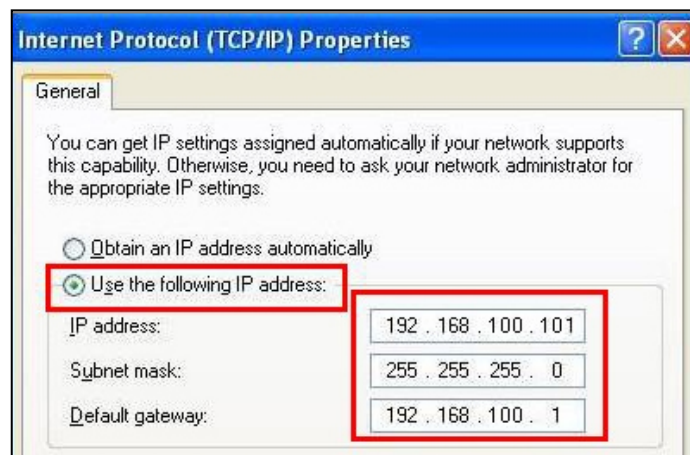 Internet Protocol (TCP/IP) Properties
General
You can get IP settings assigned automatically if your network supports
this capability. Otherwise, you need to ask your network administrator for
the appropriate IP settings.
Obtain an IP address automatically
Use the following IP address:
IP address: 192 . 168 . 100 . 101
Subnet mask: 255 . 255 . 255 . 0
Default gateway: 192 . 168 . 100 . 1